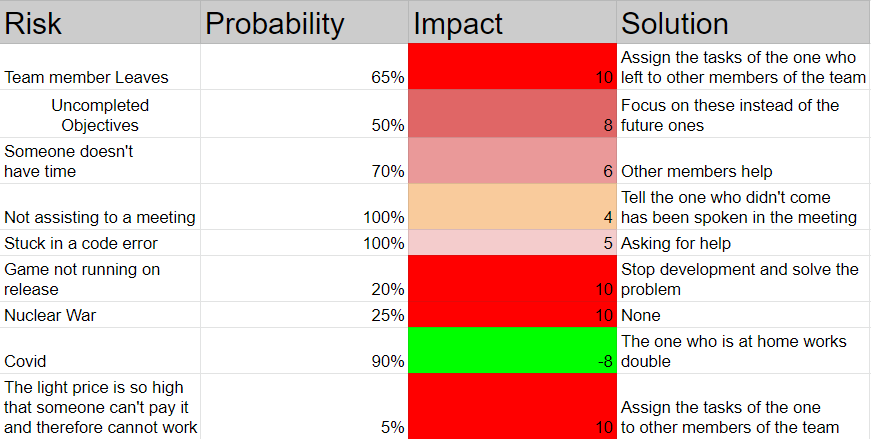 Risk Probability Impact Solution
Assign the tasks of the one who
Team member Leaves 65% 10 left to other members of the team
Uncompleted Focus on these instead of the
Objectives 50% 8 future ones
Someone doesn't
have time 70% 6 Other members help
Tell the one who didn't come
Not assisting to a meeting 100% 4 has been spoken in the meeting
Stuck in a code error 100% 5 Asking for help
Game not running on Stop development and solve the
release 20% 10 problem
Nuclear War 25% 10 None
The one who is at home works
Covid 90% -8 double
The light price is so high
that someone can't pay it Assign the tasks of the one
and therefore cannot work 5% 10 to other members of the team